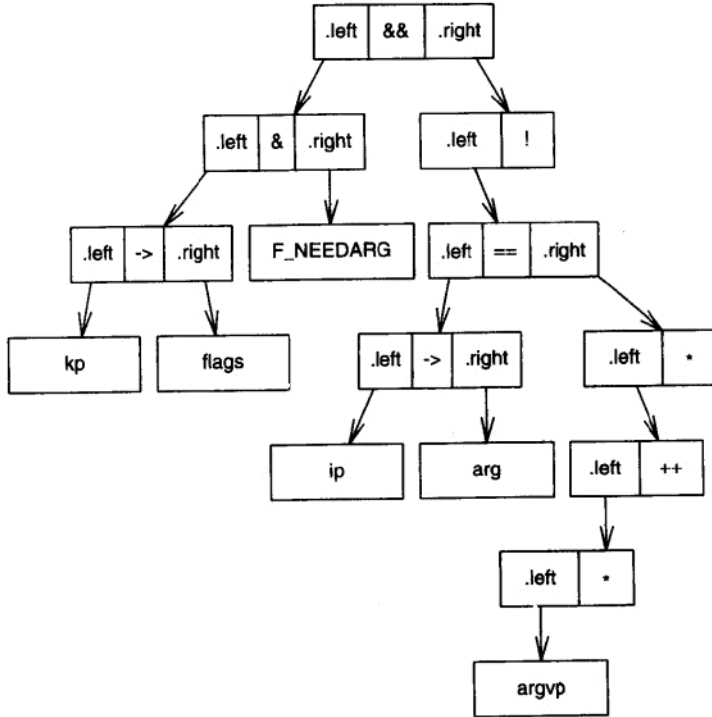 .left && .right
.left & .right
.left !
.left -> .right
F_NEEDARG
.left == .right
kp
flags
.left -> .right
.left *
ip
arg
.left ++
.left *
argvp